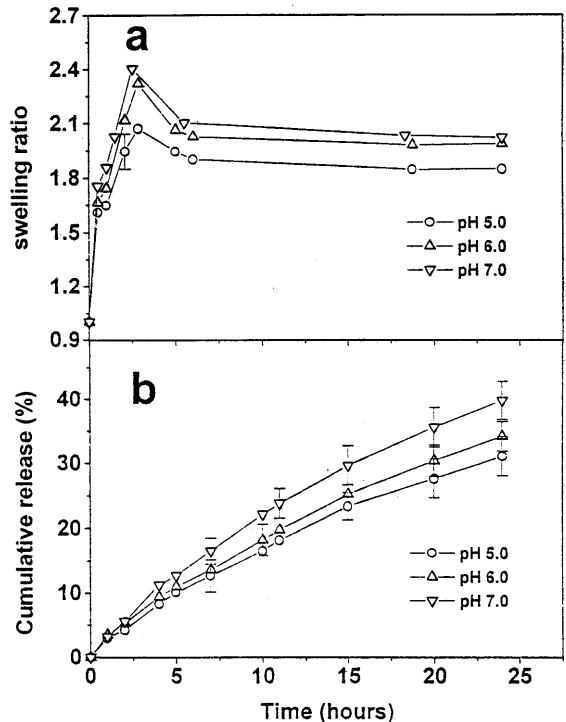 a
2.7
2.4
2.1
1.8
1.5
1.2
0.9
swelling ratio
pH 5.0
pH 6.0
pH 7.0
b
40
30
20
10
0
Cumulative release (%)
pH 5.0
pH 6.0
pH 7.0
0 5 10 15 20 25
Time (hours)